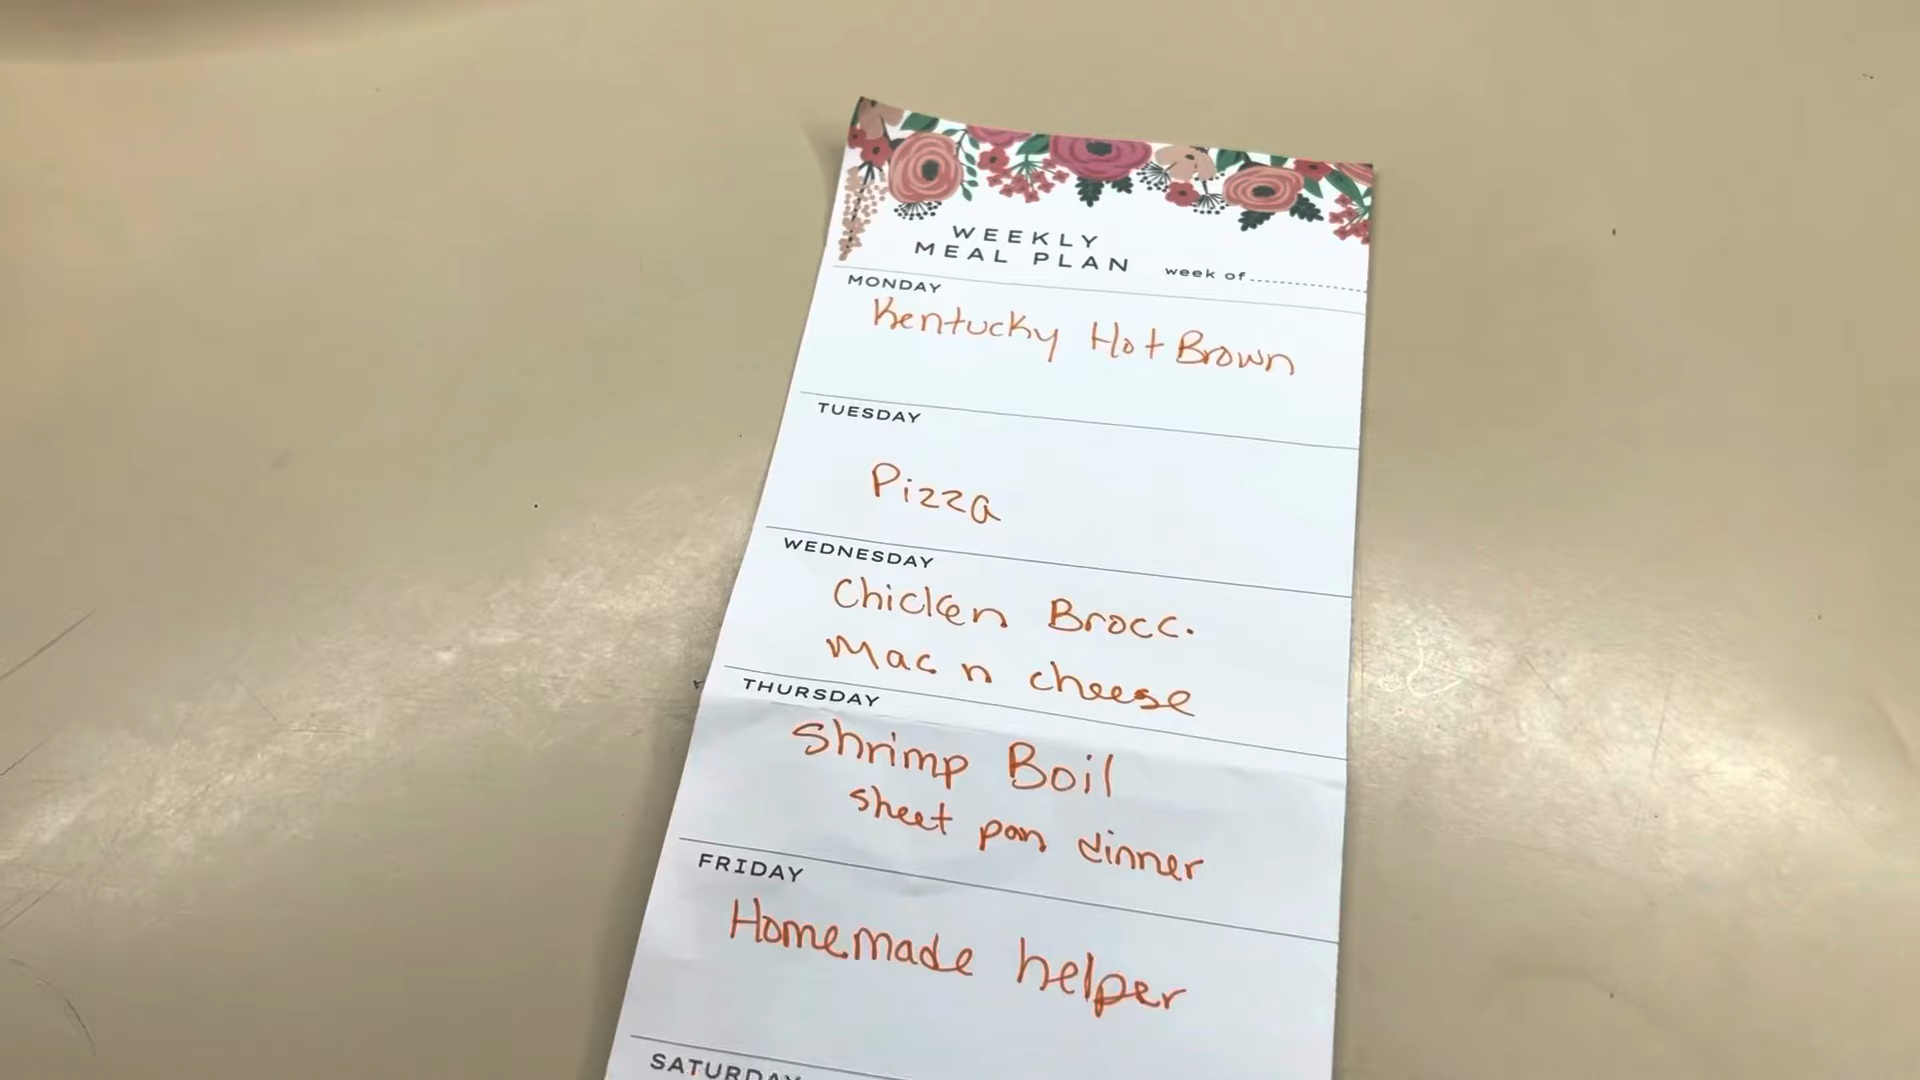 WEEKLY
MEAL PLAN
week of
MONDAY
Kentucky Hot Brown
TUESDAY
Pizza
WEDNESDAY
Chicken Brocc.
Mac n cheese
THURSDAY
Shrimp Boil
sheet pan dinner
FRIDAY
Homemade helper
SATURDAY